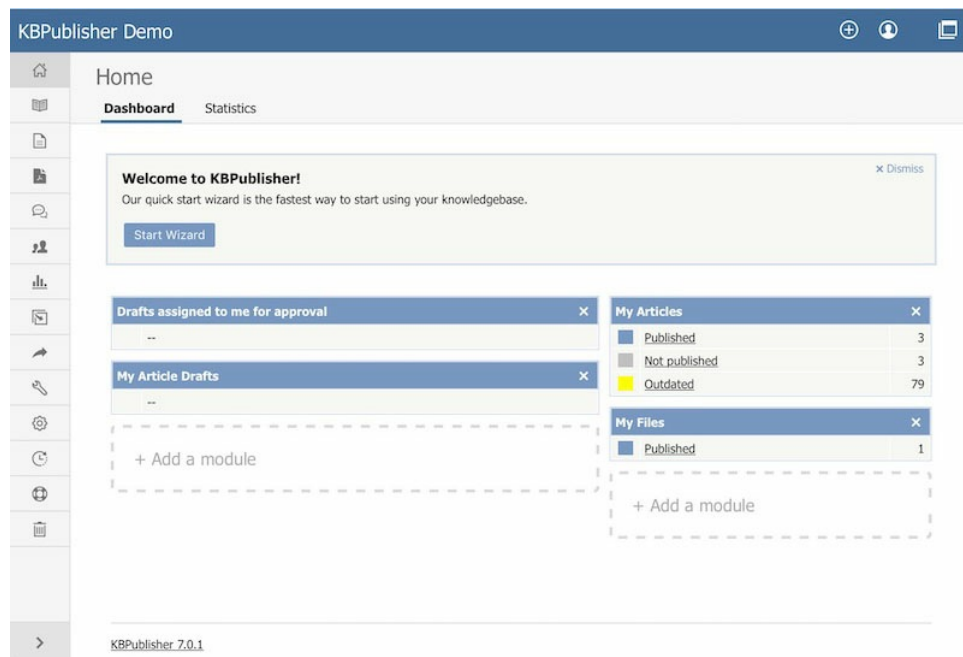 KBPublisher Demo
Home
Dashboard Statistics
× Dismiss
Welcome to KBPublisher!
Our quick start wizard is the fastest way to start using your knowledgebase.
Start Wizard
Drafts assigned to me for approval ×
--
My Article Drafts ×
--
+ Add a module
My Articles ×
Published 3
Not published 3
Outdated 79
My Files ×
Published 1
+ Add a module
KBPublisher 7.0.1